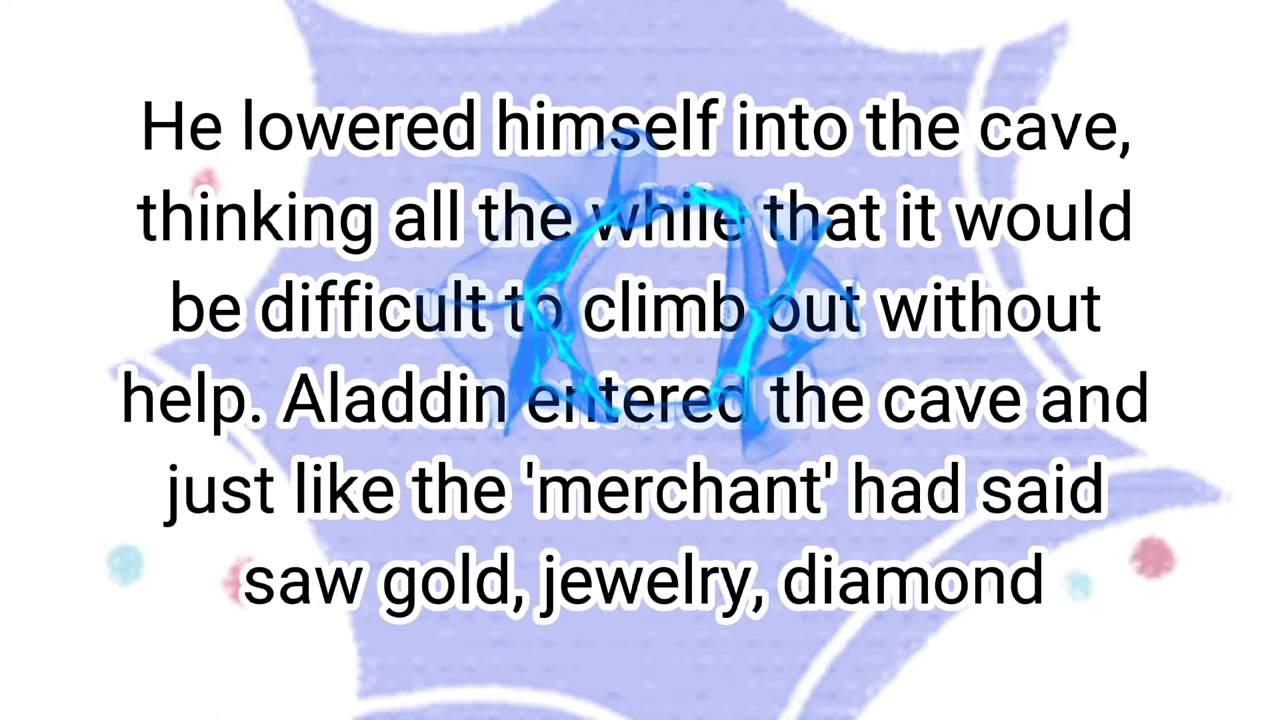 He lowered himself into the cave,
thinking all the while that it would
be difficult to climb out without
help. Aladdin entered the cave and
just like the 'merchant' had said
saw gold, jewelry, diamond